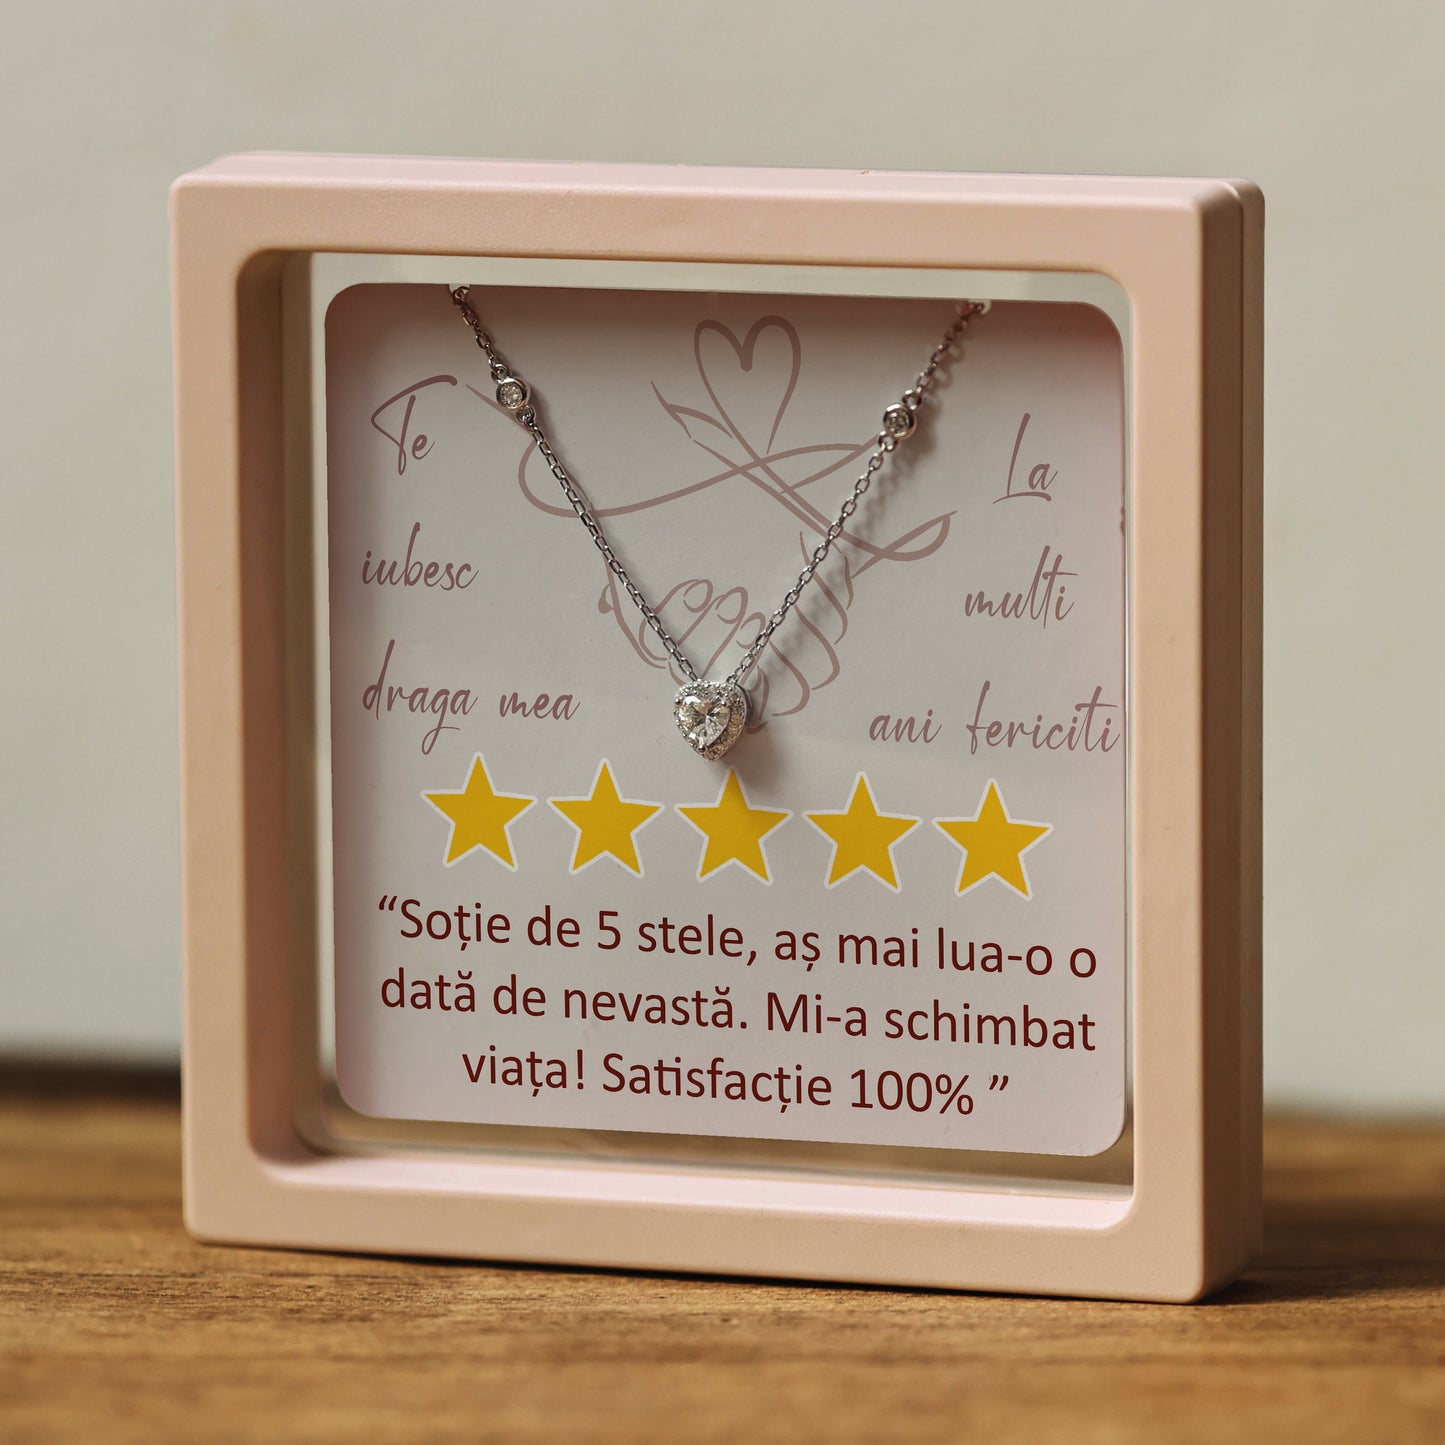 Te
iubesc
draga mea
La
multi
ani fericiti
“Soție de 5 stele, aș mai lua-o o
dată de nevastă. Mi-a schimbat
viața! Satisfacție 100% ”